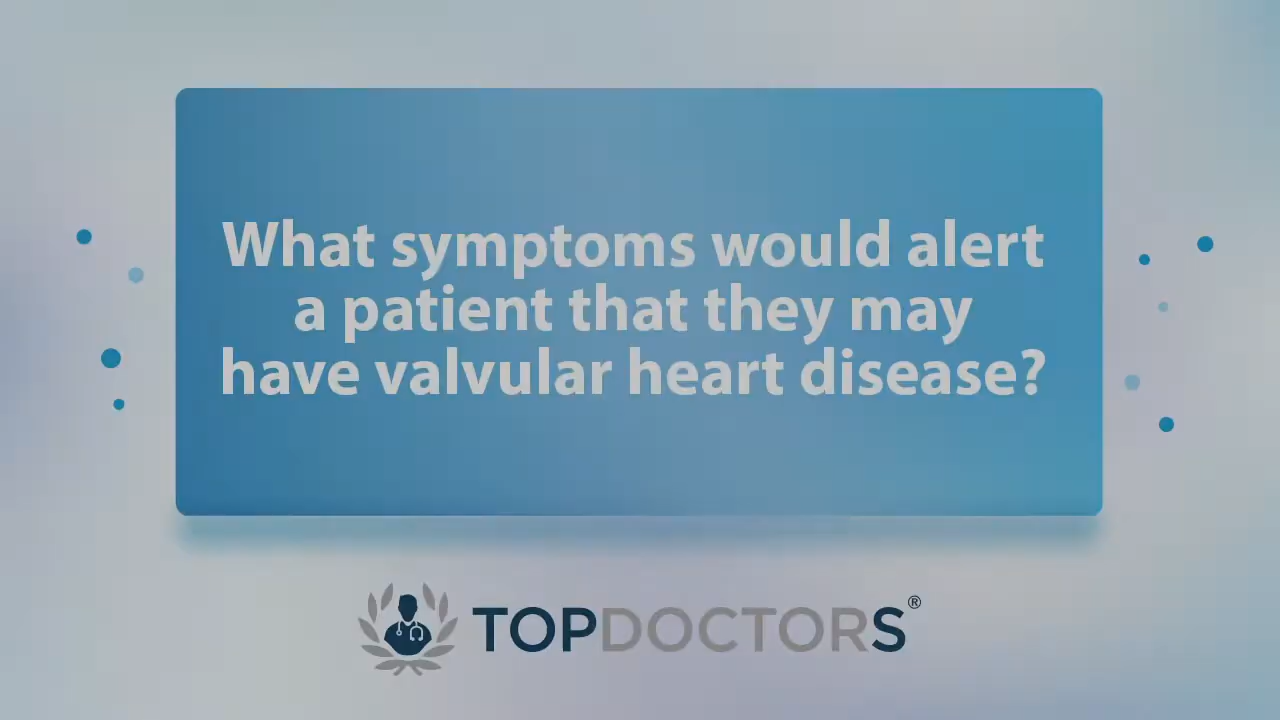 What symptoms would alert
a patient that they may
have valvular heart disease?
TOPDOCTORS®